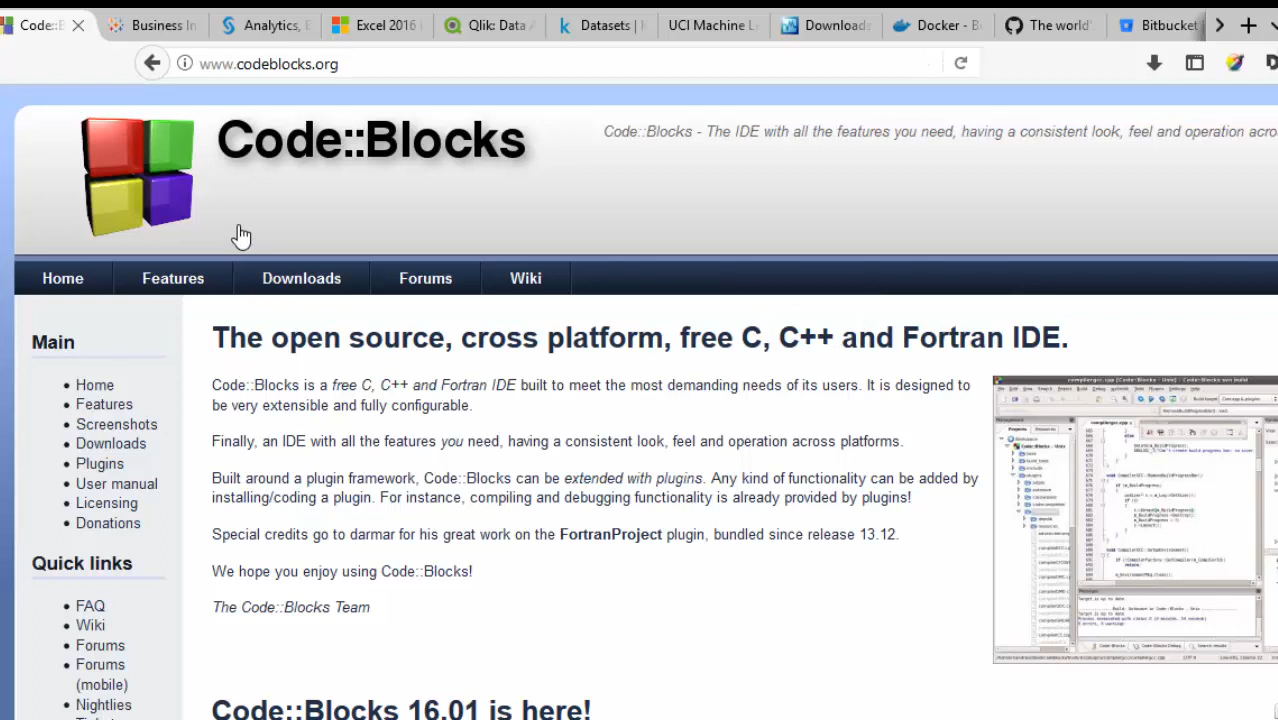 Code::B
Business In
Analytics, E
Excel 2016
Qlik: Data A
Datasets |
UCI Machine L
Downloads
Docker - B
The world'
Bitbucket
www.codeblocks.org
Code::Blocks
Code::Blocks - The IDE with all the features you need, having a consistent look, feel and operation acro
Home
Features
Downloads
Forums
Wiki
Main
Home
Features
Screenshots
Downloads
Plugins
User manual
Licensing
Donations
Quick links
FAQ
Wiki
Forums
Forums
(mobile)
Nightlies
The open source, cross platform, free C, C++ and Fortran IDE.
Code::Blocks is a free C, C++ and Fortran IDE built to meet the most demanding needs of its users. It is designed to
be very extensible and fully configurable.
Finally, an IDE with all the features you need, having a consistent look, feel and operation across platforms.
Built around a plugin framework, Code::Blocks can be extended with plugins. Any kind of functionality can be added by
installing/coding a plugin. For instance, compiling and debugging functionality is already provided by plugins!
Special credits go to darmar for his great work on the FortranProject plugin, bundled since release 13.12.
We hope you enjoy using Code::Blocks!
The Code::Blocks Team
Code::Blocks 16.01 is here!